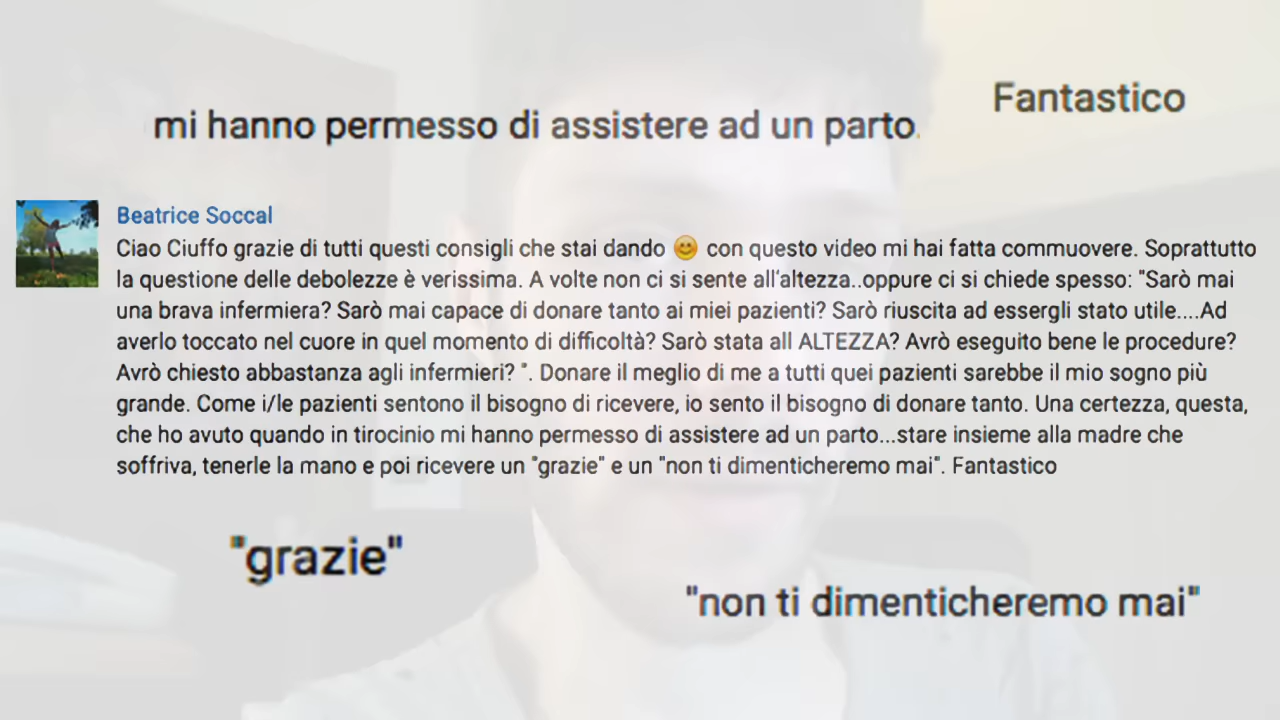 Fantastico
mi hanno permesso di assistere ad un parto.
Beatrice Soccal
Ciao Ciuffo grazie di tutti questi consigli che stai dando 😊 con questo video mi hai fatta commuovere. Soprattutto
la questione delle debolezze è verissima. A volte non ci si sente all'altezza..oppure ci si chiede spesso: "Sarò mai
una brava infermiera? Sarò mai capace di donare tanto ai miei pazienti? Sarò riuscita ad essergli stato utile....Ad
averlo toccato nel cuore in quel momento di difficoltà? Sarò stata all ALTEZZA? Avrò eseguito bene le procedure?
Avrò chiesto abbastanza agli infermieri? ". Donare il meglio di me a tutti quei pazienti sarebbe il mio sogno più
grande. Come i/le pazienti sentono il bisogno di ricevere, io sento il bisogno di donare tanto. Una certezza, questa,
che ho avuto quando in tirocinio mi hanno permesso di assistere ad un parto...stare insieme alla madre che
soffriva, tenerle la mano e poi ricevere un "grazie" e un "non ti dimenticheremo mai". Fantastico
"grazie"
"non ti dimenticheremo mai"